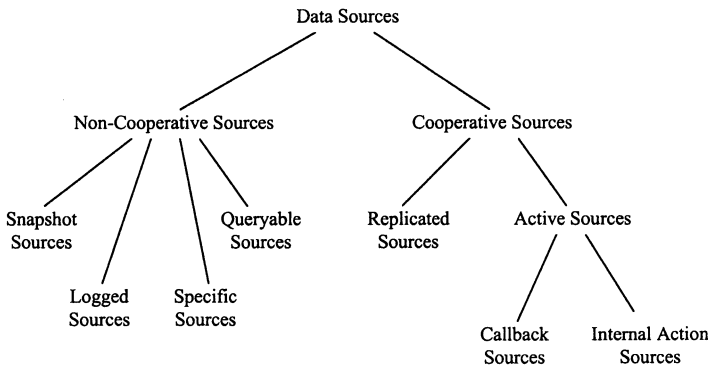 Data Sources
Non-Cooperative Sources
Cooperative Sources
Snapshot
Sources
Queryable
Sources
Replicated
Sources
Active Sources
Logged
Sources
Specific
Sources
Callback
Sources
Internal Action
Sources